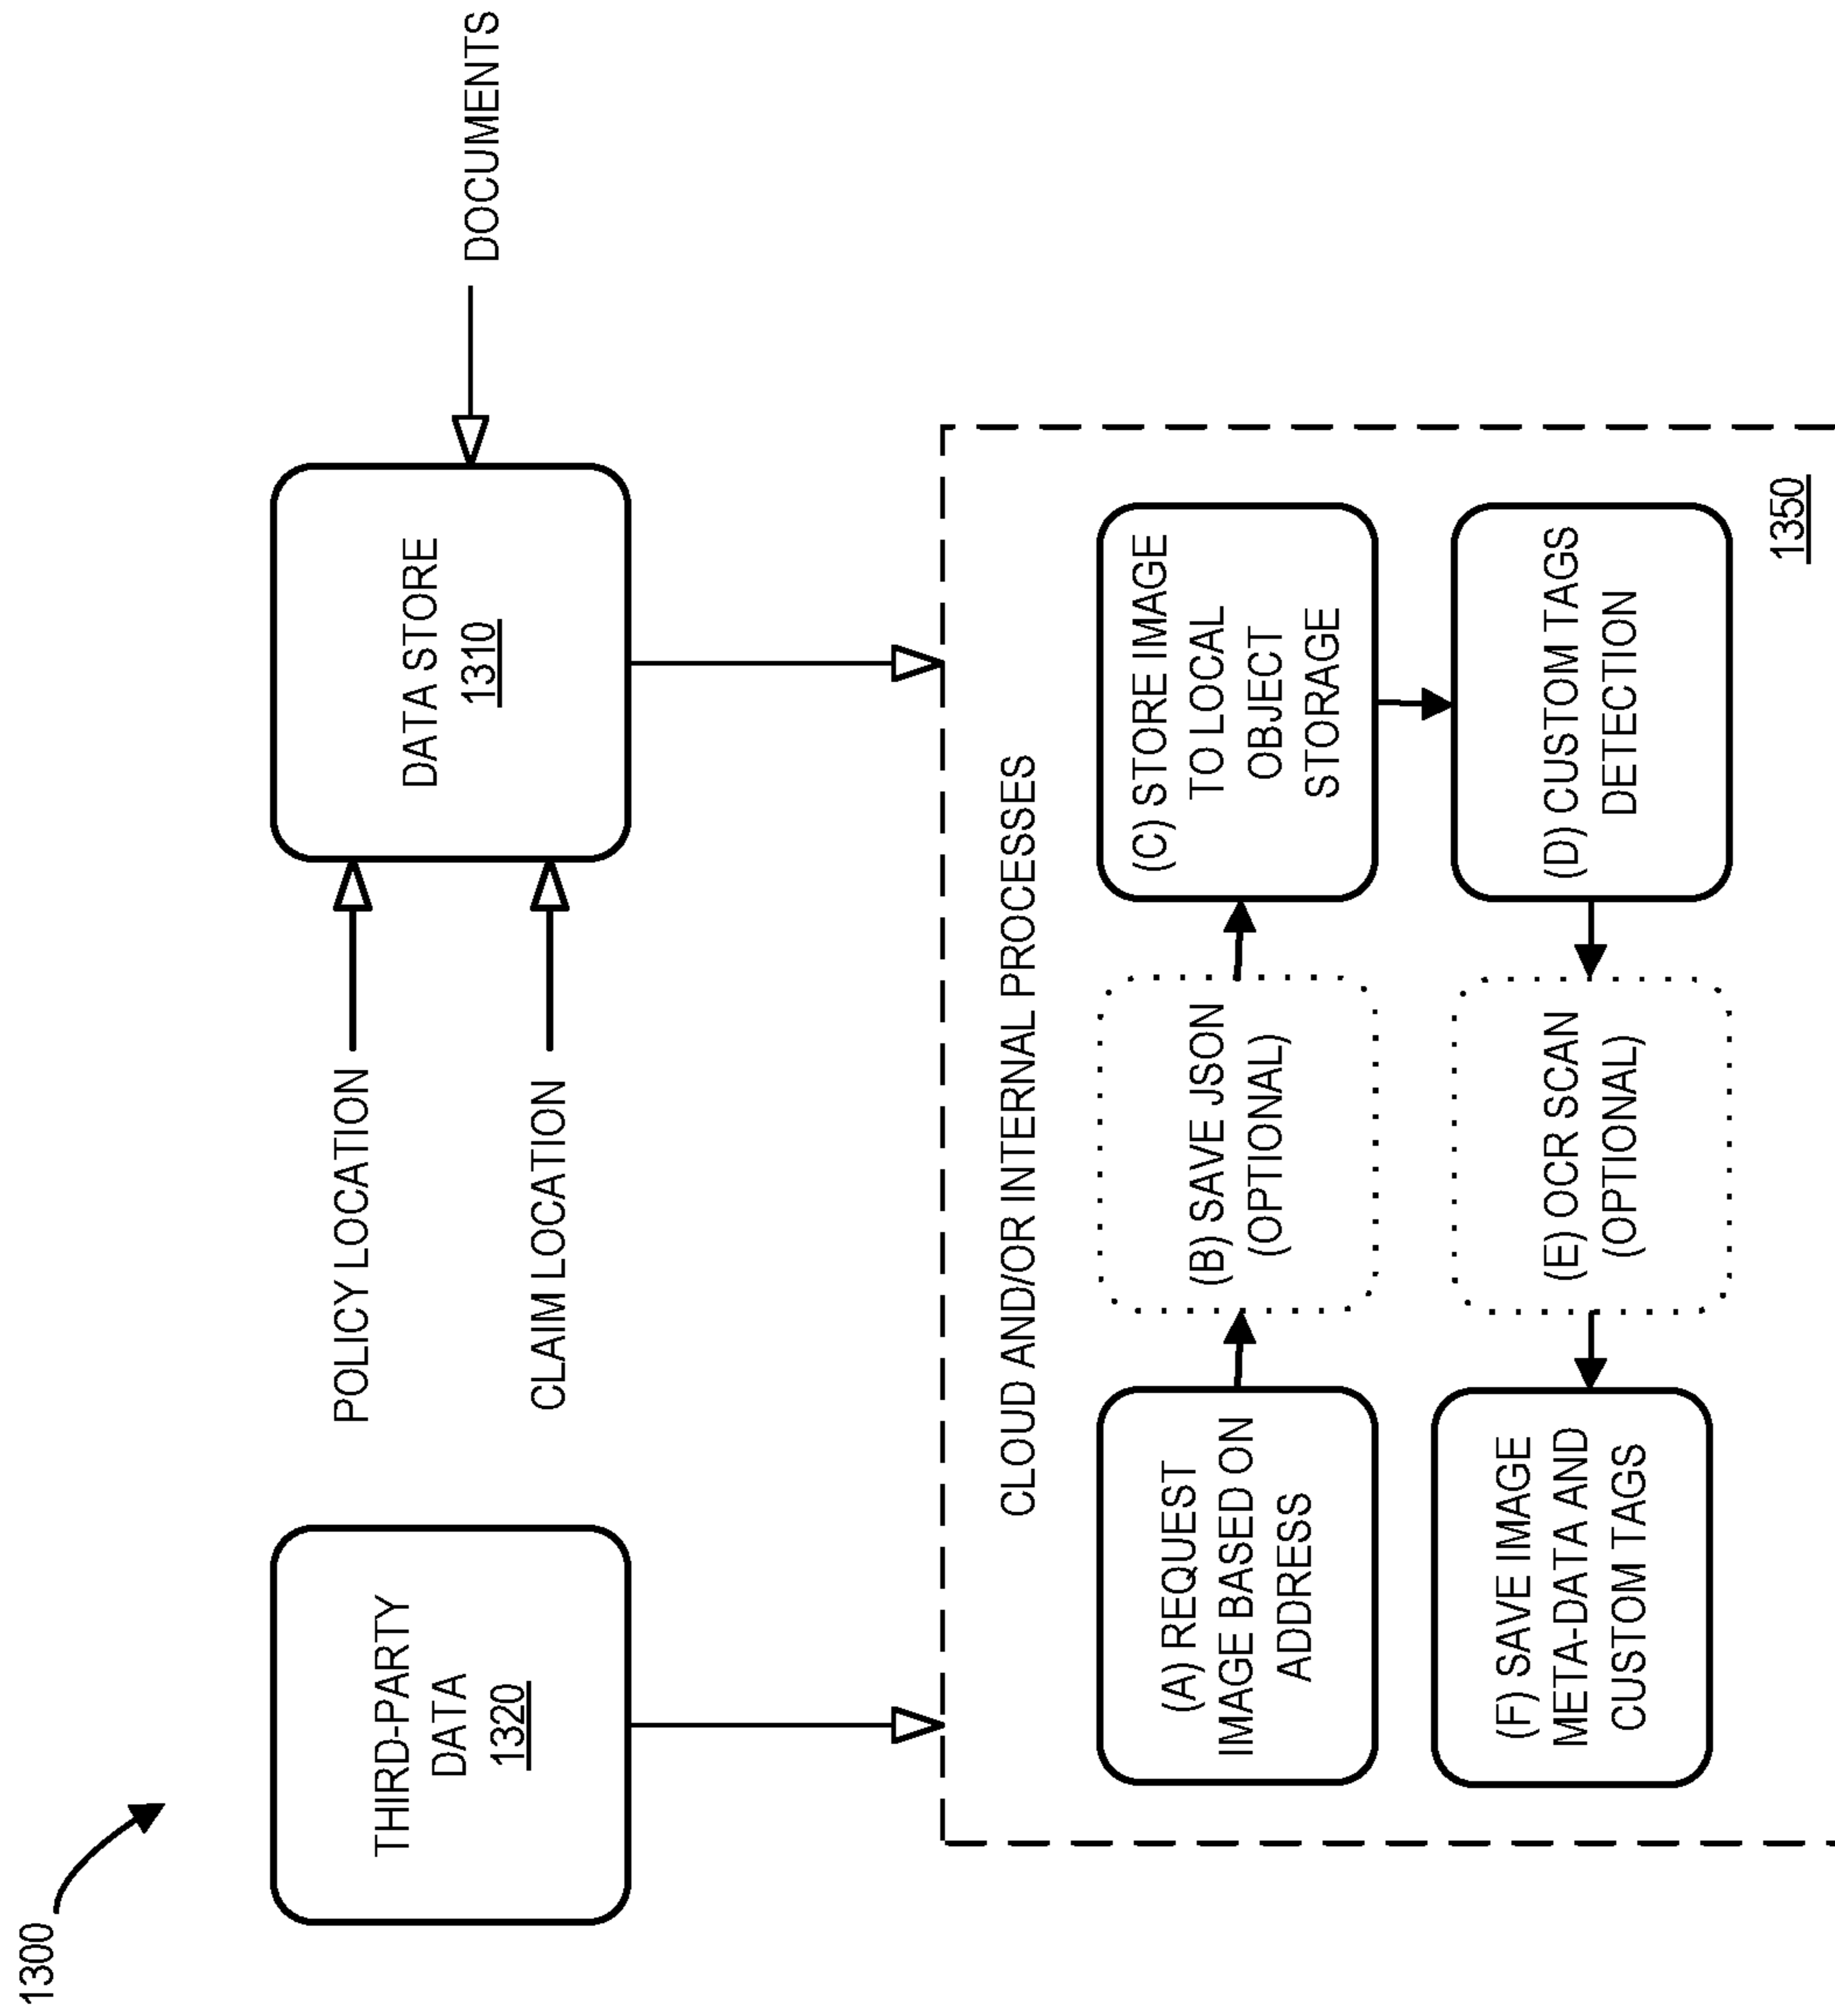 1300
THIRD-PARTY
DATA
1320
POLICY LOCATION
CLAIM LOCATION
DATA STORE
1310
DOCUMENTS
CLOUD AND/OR INTERNAL PROCESSES
(A) REQUEST
IMAGE BASED ON
ADDRESS
(B) SAVE JSON
(OPTIONAL)
(C) STORE IMAGE
TO LOCAL
OBJECT
STORAGE
(D) CUSTOM TAGS
DETECTION
(E) OCR SCAN
(OPTIONAL)
(F) SAVE IMAGE
META-DATA AND
CUSTOM TAGS
1350